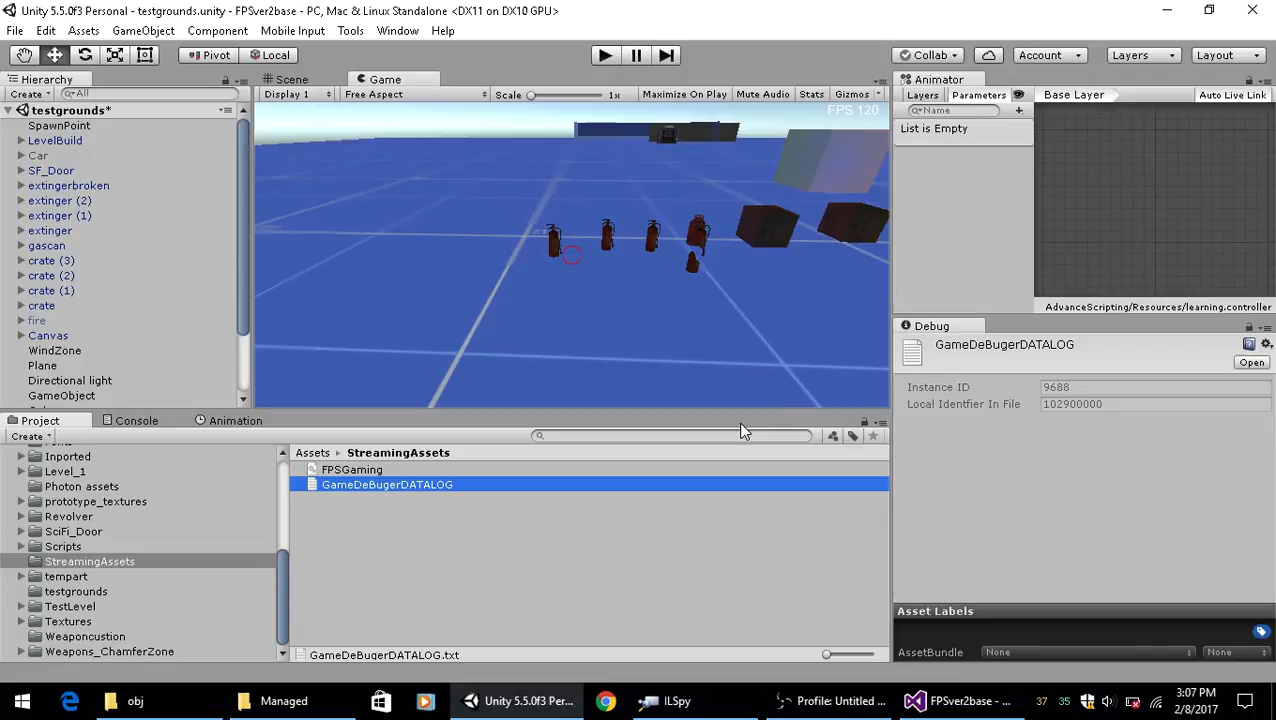 Unity 5.5.0f3 Personal - testgrounds.unity - FPSver2base - PC, Mac & Linux Standalone <DX11 on DX10 GPU>
File Edit Assets GameObject Component Mobile Input Tools Window Help
Pivot Local Collab Account Layers Layout
Hierarchy Scene Game Animator
Create All Display 1 Free Aspect Scale 1x Maximize On Play Mute Audio Stats Gizmos Layers Parameters Base Layer Auto Live Link
testgrounds*
FPS 120
Name
SpawnPoint
List is Empty
LevelBuild
Car
SF_Door
extingerbroken
extinger (2)
extinger (1)
extinger
gascan
crate (3)
crate (2)
crate (1)
crate
AdvanceScripting/Resources/learning.controller
fire
Debug
Canvas
GameDeBugerDATALOG
WindZone
Plane
Open
Directional light
Instance ID 9688
GameObject
Local Identfier In File 102900000
Project Console Animation
Create
Inported
Assets StreamingAssets
Level_1
FPSGaming
Photon assets
GameDeBugerDATALOG
prototype_textures
Revolver
SciFi_Door
Scripts
StreamingAssets
tempart
testgrounds
TestLevel
Asset Labels
Textures
Weaponcustion
Weapons_ChamferZone
GameDeBugerDATALOG.txt
AssetBundle None None
obj Managed Unity 5.5.0f3 Perso... ILSpy Profile: Untitled ... FPSver2base - ... 37 35 3:07 PM
2/8/2017